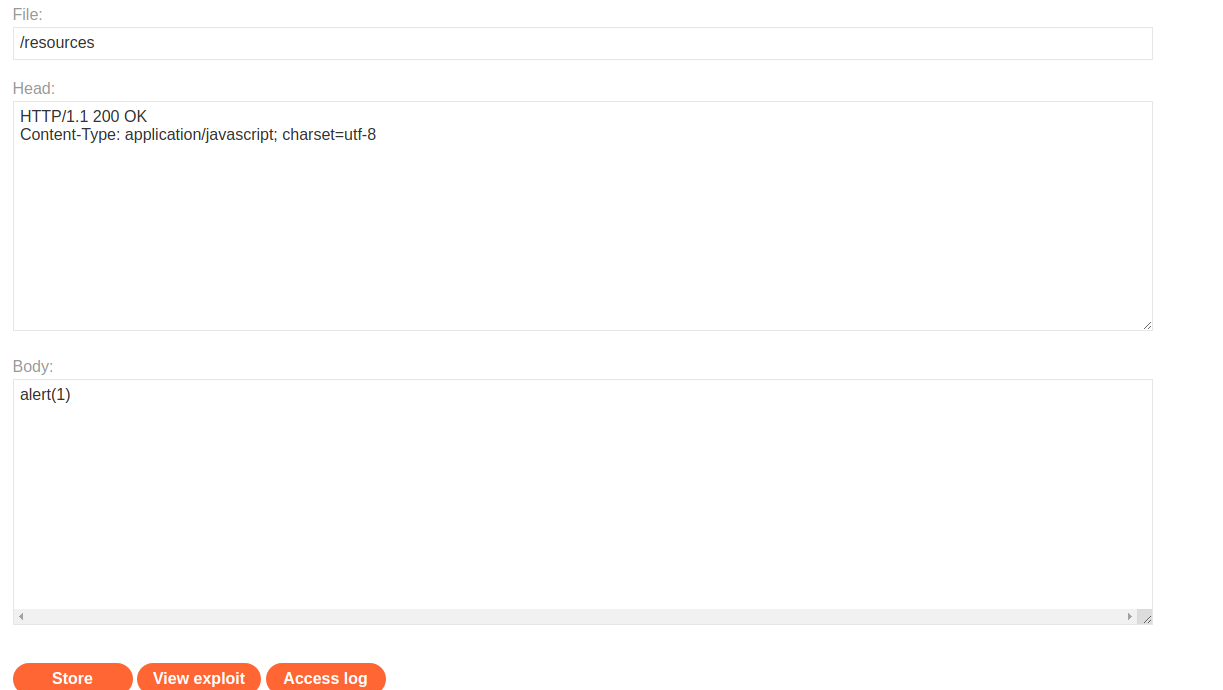 File:
/resources
Head:
HTTP/1.1 200 OK
Content-Type: application/javascript; charset=utf-8
Body:
alert(1)
Store View exploit Access log